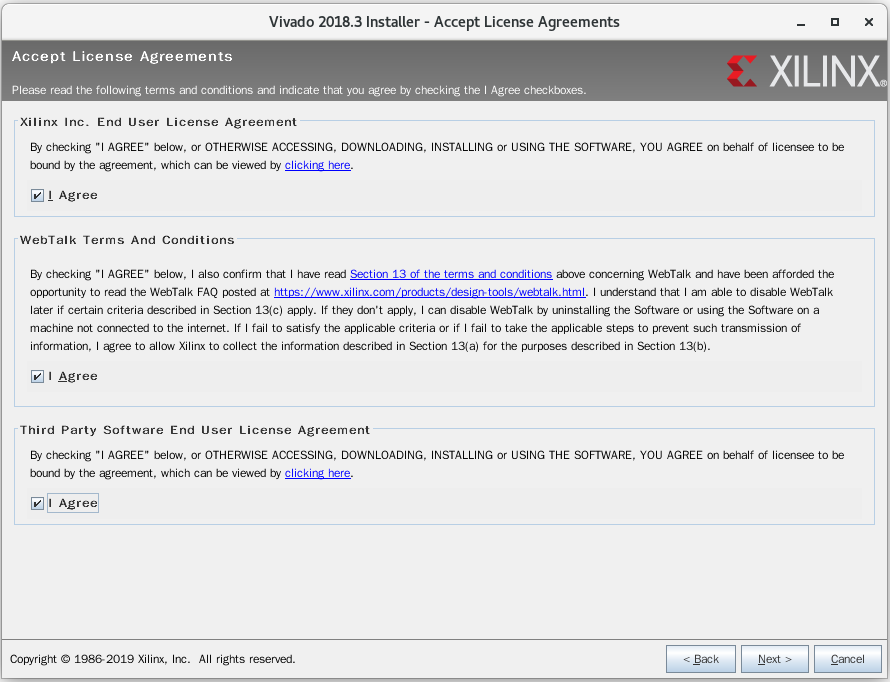 Vivado 2018.3 Installer - Accept License Agreements
Accept License Agreements
Please read the following terms and conditions and indicate that you agree by checking the I Agree checkboxes.
XILINX®
Xilinx Inc. End User License Agreement
By checking "I AGREE" below, or OTHERWISE ACCESSING, DOWNLOADING, INSTALLING or USING THE SOFTWARE, YOU AGREE on behalf of licensee to be
bound by the agreement, which can be viewed by clicking here.
I Agree
WebTalk Terms And Conditions
By checking "I AGREE" below, I also confirm that I have read Section 13 of the terms and conditions above concerning WebTalk and have been afforded the
opportunity to read the WebTalk FAQ posted at https://www.xilinx.com/products/design-tools/webtalk.html. I understand that I am able to disable WebTalk
later if certain criteria described in Section 13(c) apply. If they don't apply, I can disable WebTalk by uninstalling the Software or using the Software on a
machine not connected to the internet. If I fail to satisfy the applicable criteria or if I fail to take the applicable steps to prevent such transmission of
information, I agree to allow Xilinx to collect the information described in Section 13(a) for the purposes described in Section 13(b).
I Agree
Third Party Software End User License Agreement
By checking "I AGREE" below, or OTHERWISE ACCESSING, DOWNLOADING, INSTALLING or USING THE SOFTWARE, YOU AGREE on behalf of licensee to be
bound by the agreement, which can be viewed by clicking here.
I Agree
Copyright © 1986-2019 Xilinx, Inc.  All rights reserved.
< Back
Next >
Cancel